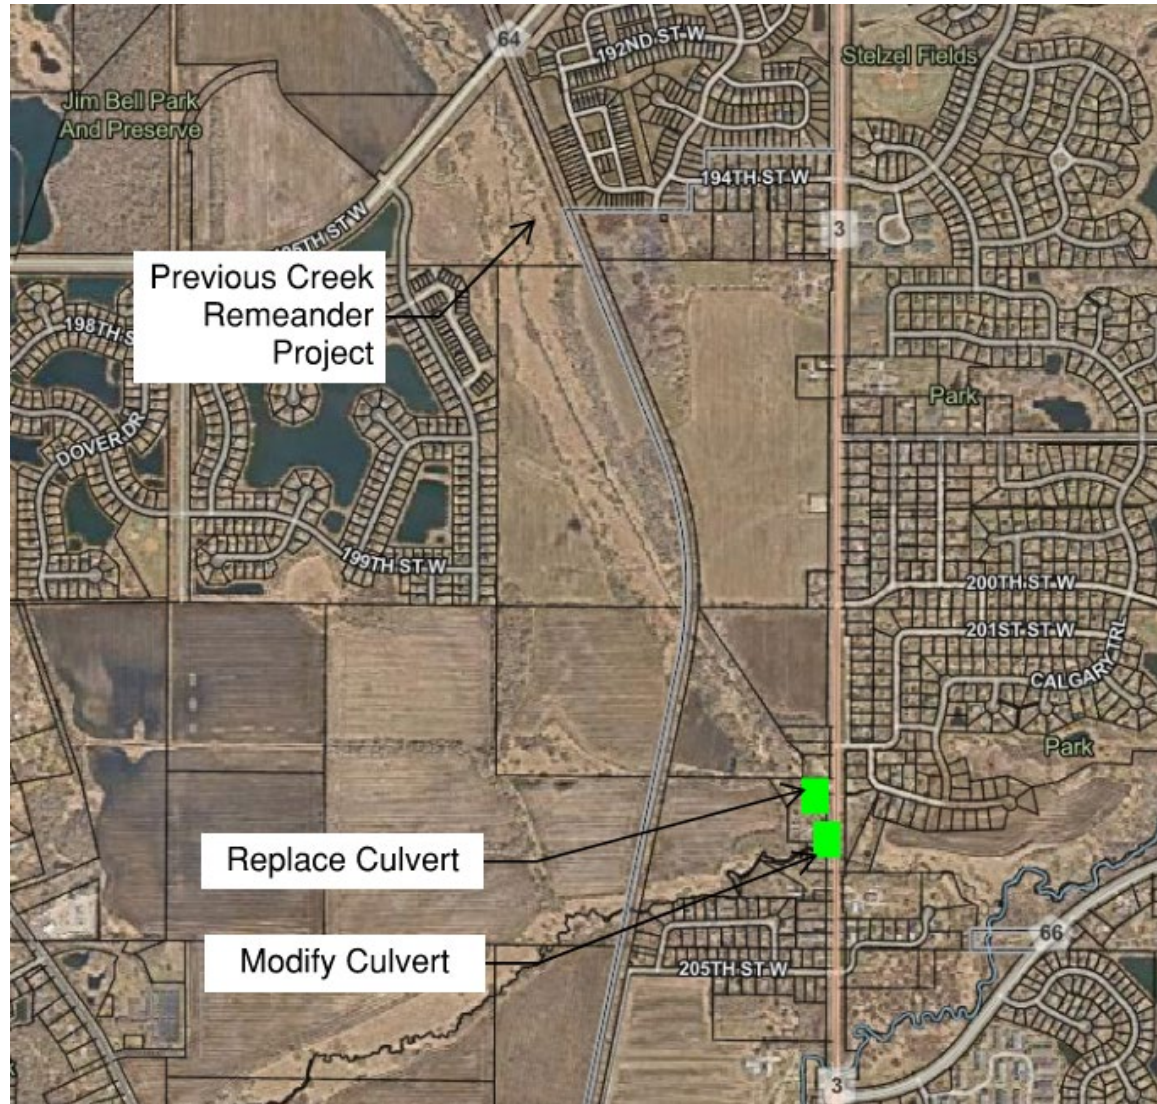 64
192ND ST W
Stelzel Fields
Jim Bell Park
And Preserve
194TH ST W
3
195TH ST W
Previous Creek
Remeander
Project
198TH S
Park
DOVER DR
199TH ST W
200TH ST W
201ST ST W
CALGARY TRL
Park
Replace Culvert
66
Modify Culvert
205TH ST W
3